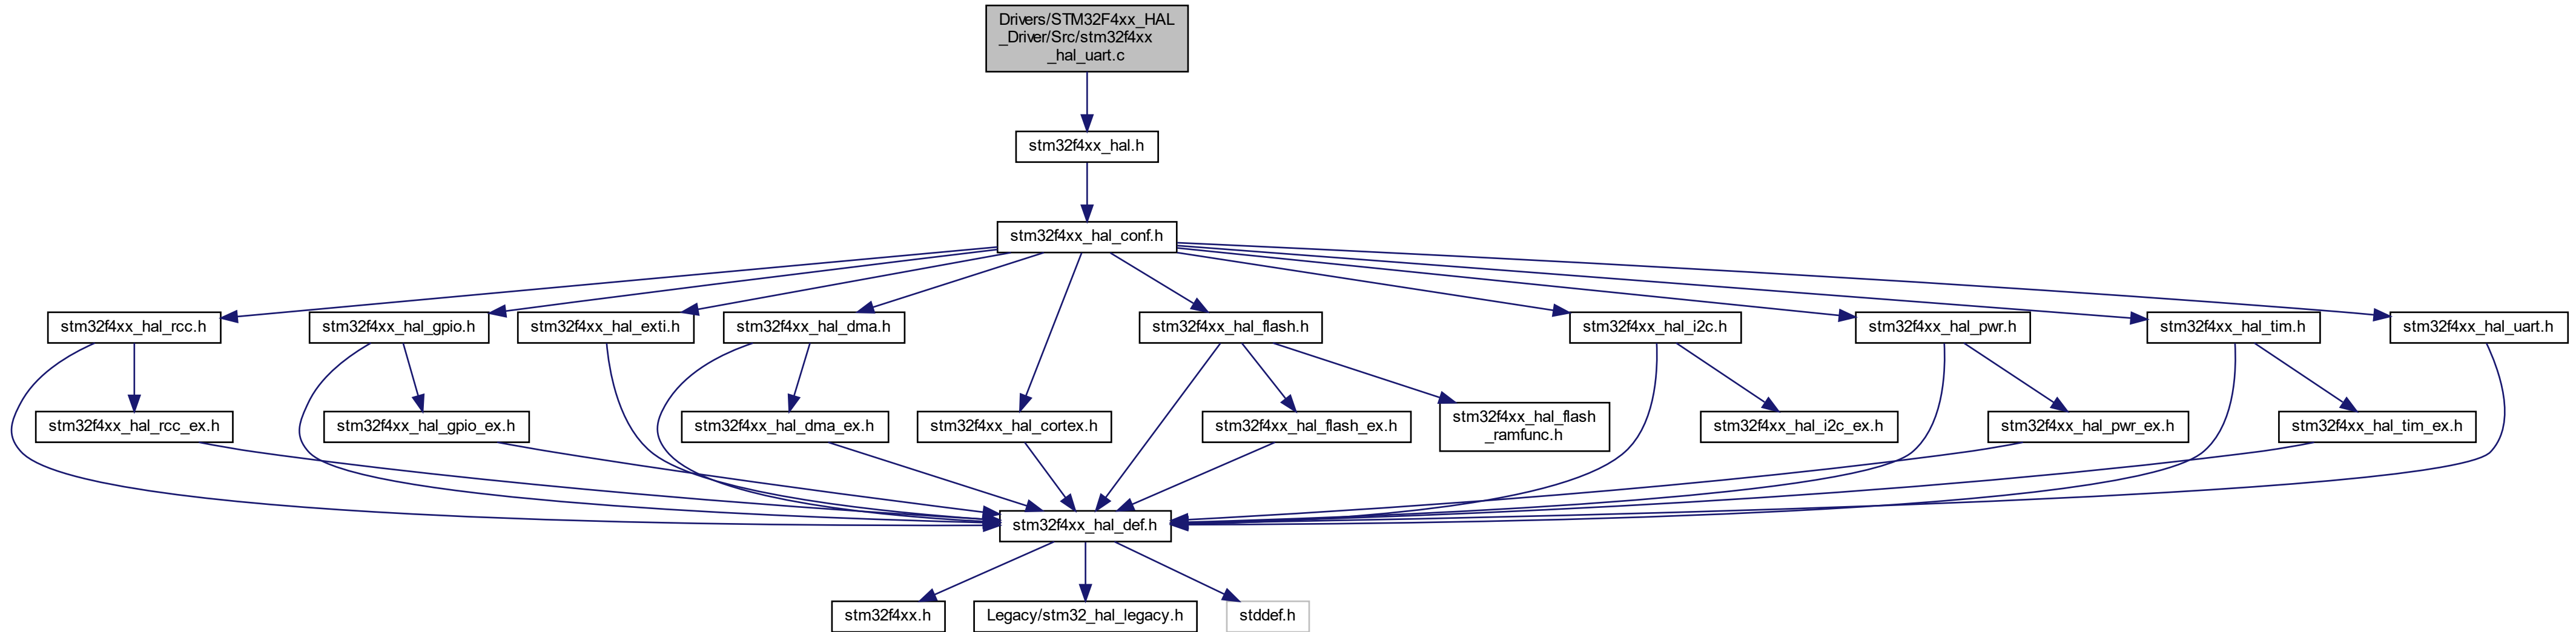 Drivers/STM32F4xx_HAL
_Driver/Src/stm32f4xx
_hal_uart.c
stm32f4xx_hal.h
stm32f4xx_hal_conf.h
stm32f4xx_hal_rcc.h
stm32f4xx_hal_gpio.h
stm32f4xx_hal_exti.h
stm32f4xx_hal_dma.h
stm32f4xx_hal_flash.h
stm32f4xx_hal_i2c.h
stm32f4xx_hal_pwr.h
stm32f4xx_hal_tim.h
stm32f4xx_hal_uart.h
stm32f4xx_hal_rcc_ex.h
stm32f4xx_hal_gpio_ex.h
stm32f4xx_hal_dma_ex.h
stm32f4xx_hal_cortex.h
stm32f4xx_hal_flash_ex.h
stm32f4xx_hal_flash
_ramfunc.h
stm32f4xx_hal_i2c_ex.h
stm32f4xx_hal_pwr_ex.h
stm32f4xx_hal_tim_ex.h
stm32f4xx_hal_def.h
stm32f4xx.h
Legacy/stm32_hal_legacy.h
stddef.h